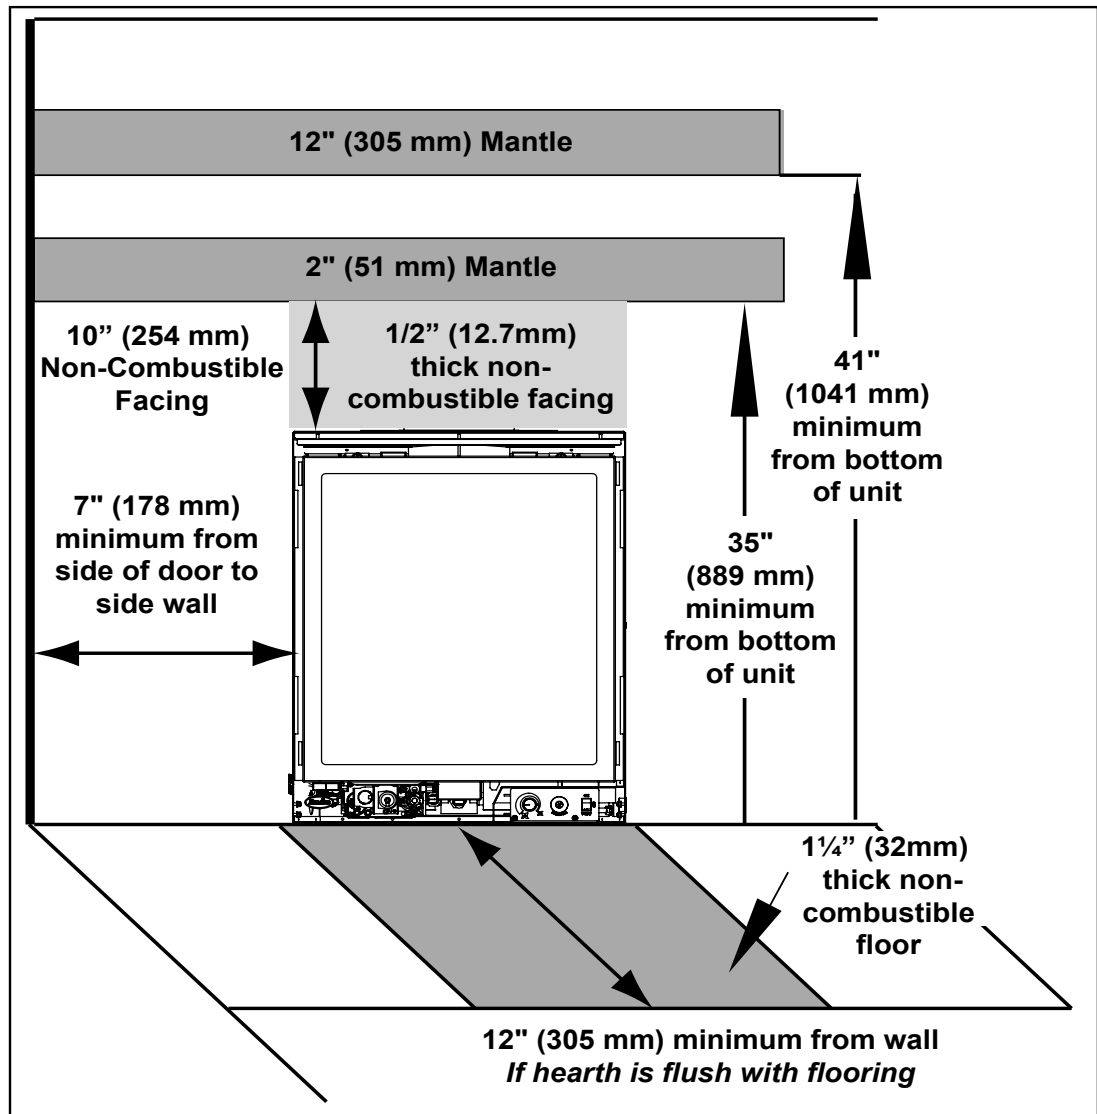 12" (305 mm) Mantle
2" (51 mm) Mantle
10” (254 mm)
Non-Combustible
Facing
1/2” (12.7mm)
thick non-
combustible facing
41"
(1041 mm)
minimum
from bottom
of unit
7" (178 mm)
minimum from
side of door to
side wall
35"
(889 mm)
minimum
from bottom
of unit
1¼” (32mm)
thick non-
combustible
floor
12" (305 mm) minimum from wall
If hearth is flush with flooring